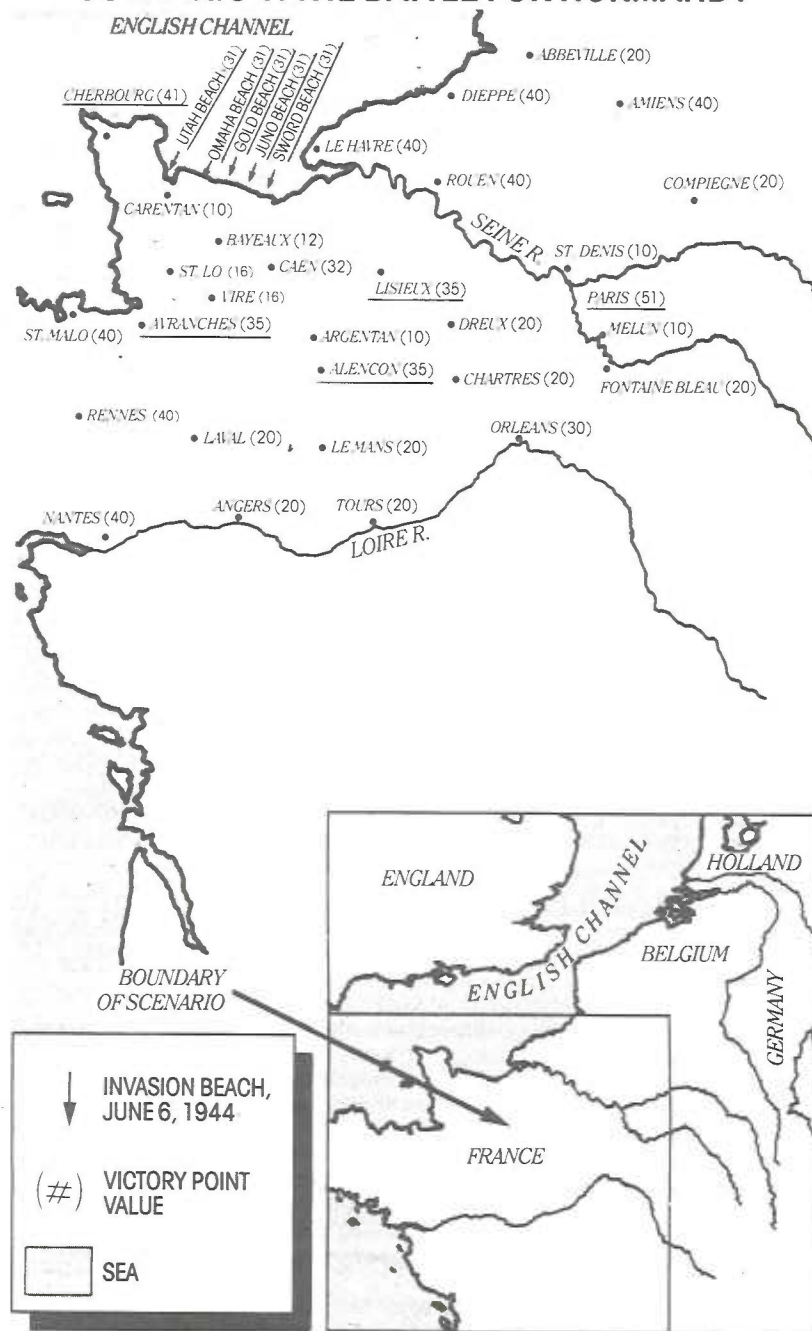 ENGLISH CHANNEL
ABBEVILLE (20)
CHERBOURG (41)
UTAH BEACH (31)
OMAHA BEACH (31)
GOLD BEACH (31)
JUNO BEACH (31)
SWORD BEACH (31)
DIEPPE (40)
AMIENS (40)
LE HAVRE (40)
ROUEN (40)
COMPIEGNE (20)
CARENTAN (10)
BAYEAUX (12)
SEINE R.
ST. DENIS (10)
ST. LO (16)
CAEN (32)
LISIEUX (35)
PARIS (51)
VIRE (16)
ST. MALO (40)
AVRANCHES (35)
ARGENTAN (10)
DREUX (20)
MELUN (10)
ALENCON (35)
CHARTRES (20)
FONTAINE BLEAU (20)
RENNES (40)
LAVAL (20)
LE MANS (20)
ORLEANS (30)
NANTES (40)
ANGERS (20)
TOURS (20)
LOIRE R.
ENGLAND
ENGLISH CHANNEL
HOLLAND
BELGIUM
GERMANY
FRANCE
BOUNDARY
OF SCENARIO
INVASION BEACH,
JUNE 6, 1944
(#) VICTORY POINT
VALUE
SEA